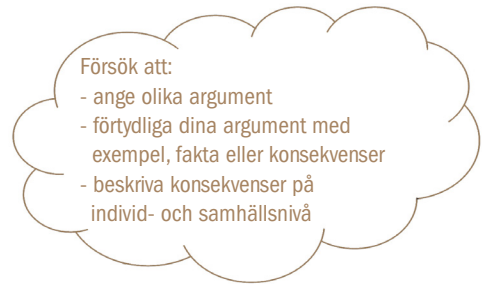 Försök att:
- ange olika argument
- förtydliga dina argument med
exempel, fakta eller konsekvenser
- beskriva konsekvenser på
individ- och samhällsnivå